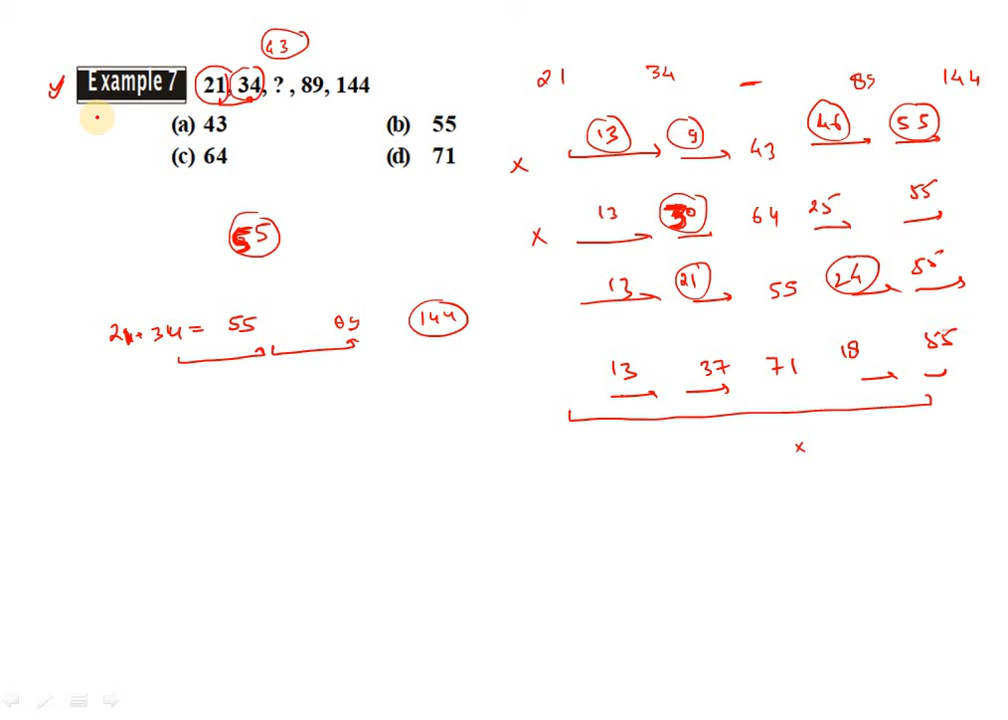 43
Example 7 21, 34, ? , 89, 144
(a) 43 (b) 55
(c) 64 (d) 71
55
21 + 34 = 55 89 144
21 34 - 89 144
x 13 9 43 46 55
x 13 30 64 25 55
13 21 55 24 55
13 37 71 18 55
x